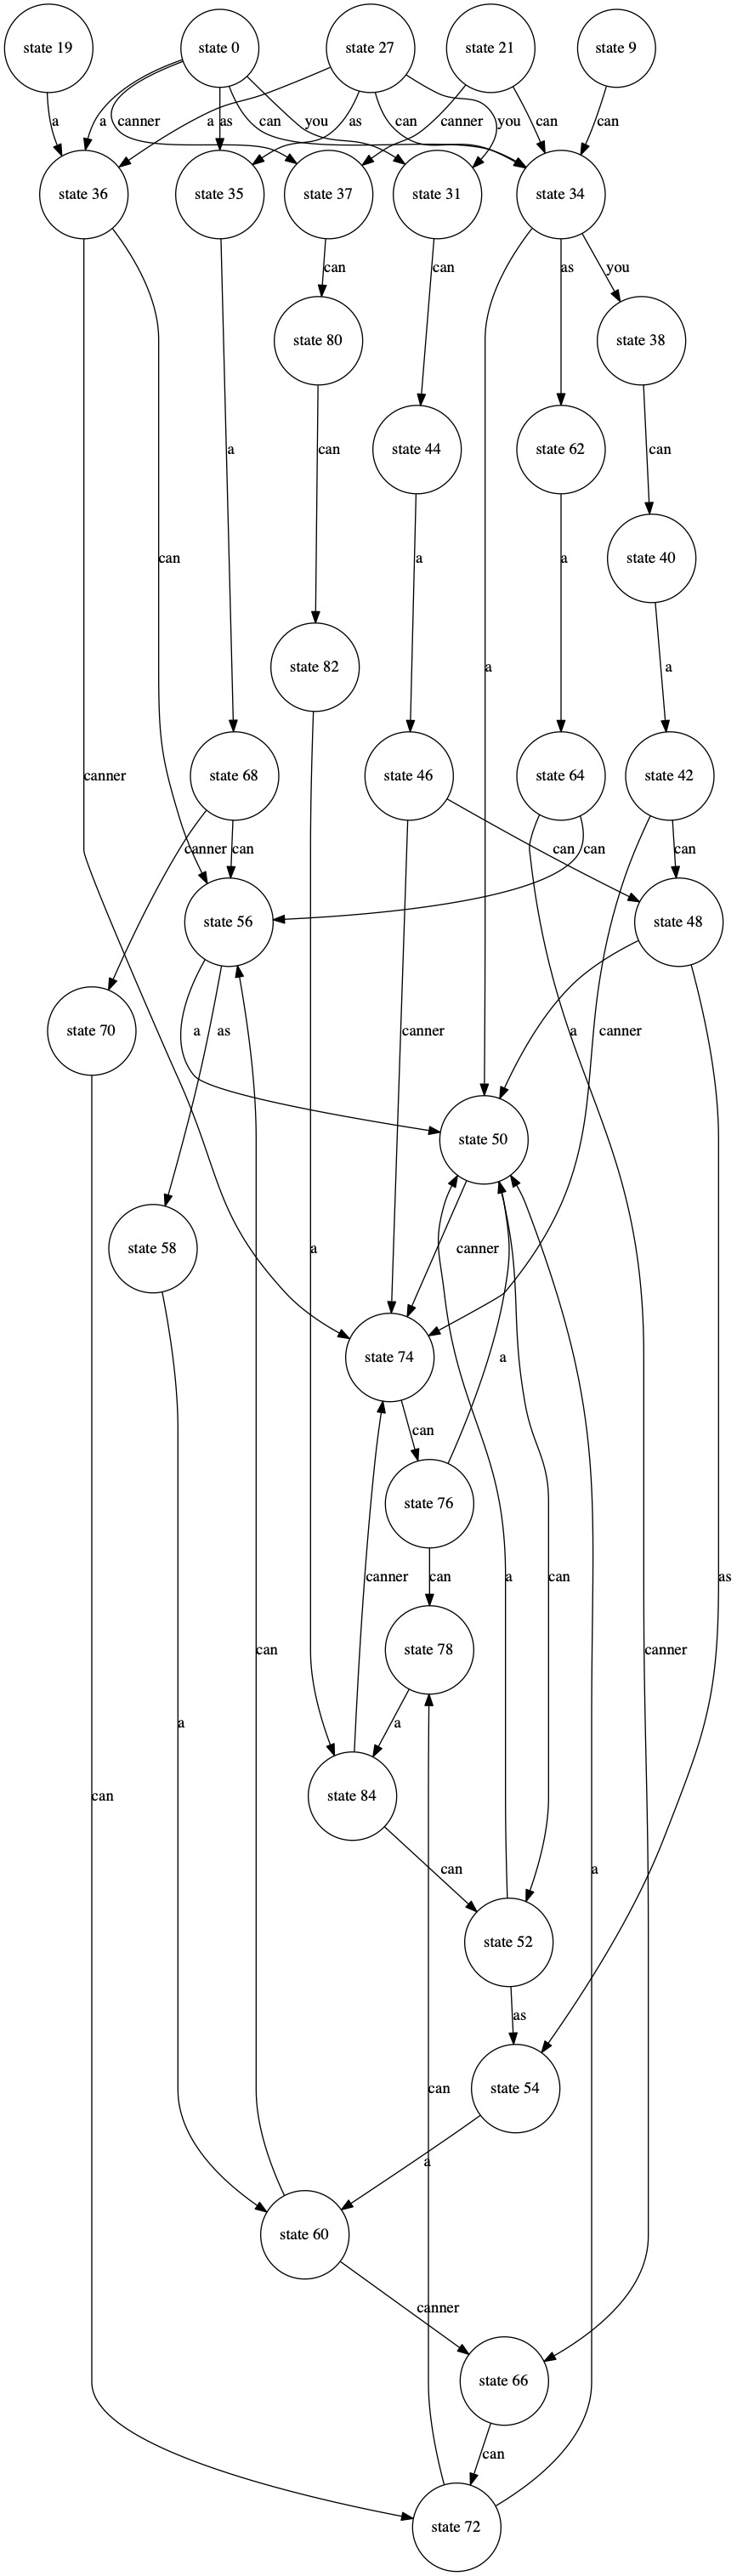 state 19 state 0 state 27 state 21 state 9
a a canner as can you a as can canner you can can
state 36 state 35 state 37 state 31 state 34
can can as you
state 80 state 38
a can state 44 state 62 can
can a a state 40
state 82 a a
canner state 68 state 46 state 64 state 42
canner can can can can
state 56 state 48
state 70 a as canner a canner
state 50
state 58 a canner
state 74 a
can
state 76
canner can a can as
can state 78 canner
a a
can state 84
can a
state 52
as
can state 54
a
state 60
canner
state 66
can
state 72